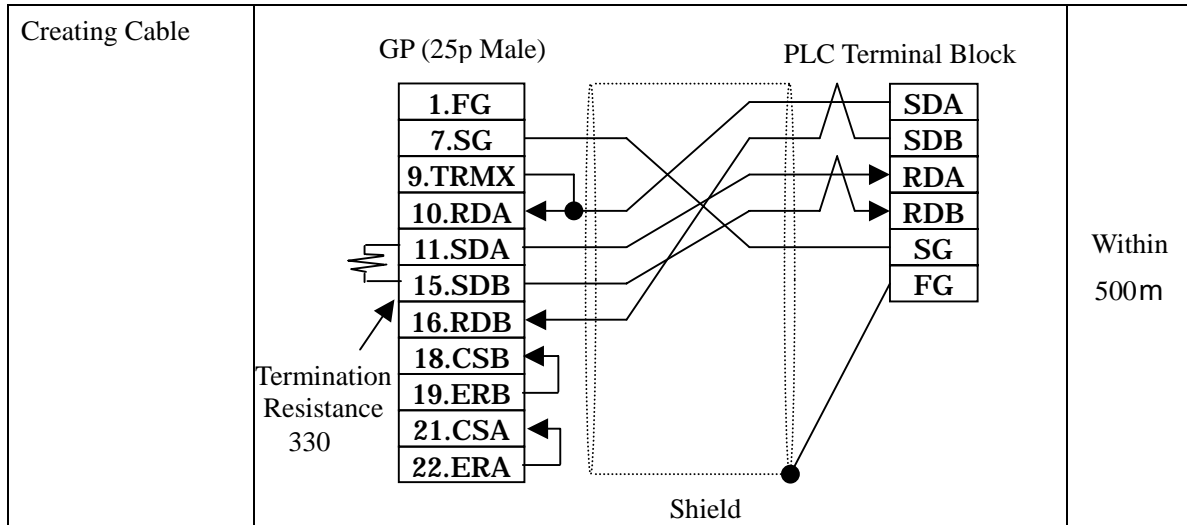 Creating Cable
GP (25p Male)
PLC Terminal Block
1.FG
7.SG
9.TRMX
10.RDA
11.SDA
15.SDB
16.RDB
18.CSB
19.ERB
21.CSA
22.ERA
Termination
Resistance
330
SDA
SDB
RDA
RDB
SG
FG
Shield
Within
500m